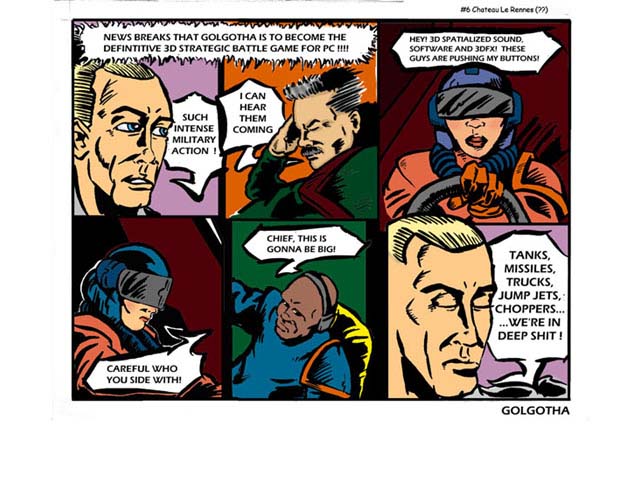 #6 Chateau Le Rennes (??)
NEWS BREAKS THAT GOLGOTHA IS TO BECOME THE
DEFINTITIVE 3D STRATEGIC BATTLE GAME FOR PC !!!!
SUCH
INTENSE
MILITARY
ACTION !
I CAN
HEAR
THEM
COMING
HEY! 3D SPATIALIZED SOUND,
SOFTWARE AND 3DFX! THESE
GUYS ARE PUSHING MY BUTTONS!
CAREFUL WHO
YOU SIDE WITH!
CHIEF, THIS IS
GONNA BE BIG!
TANKS,
MISSILES,
TRUCKS,
JUMP JETS,
CHOPPERS...
...WE'RE IN
DEEP SHIT !
GOLGOTHA